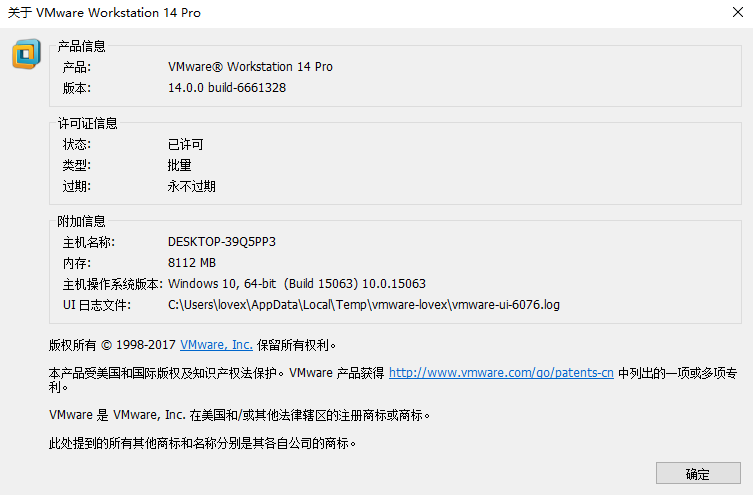 关于 VMware Workstation 14 Pro
产品信息
产品: VMware® Workstation 14 Pro
版本: 14.0.0 build-6661328
许可证信息
状态: 已许可
类型: 批量
过期: 永不过期
附加信息
主机名称: DESKTOP-39Q5PP3
内存: 8112 MB
主机操作系统版本: Windows 10, 64-bit  (Build 15063) 10.0.15063
UI 日志文件: C:\Users\lovex\AppData\Local\Temp\vmware-lovex\vmware-ui-6076.log
版权所有 © 1998-2017 VMware, Inc. 保留所有权利。
本产品受美国和国际版权及知识产权法保护。VMware 产品获得 http://www.vmware.com/go/patents-cn 中列出的一项或多项专
利。
VMware 是 VMware, Inc. 在美国和/或其他法律辖区的注册商标或商标。
此处提到的所有其他商标和名称分别是其各自公司的商标。
确定